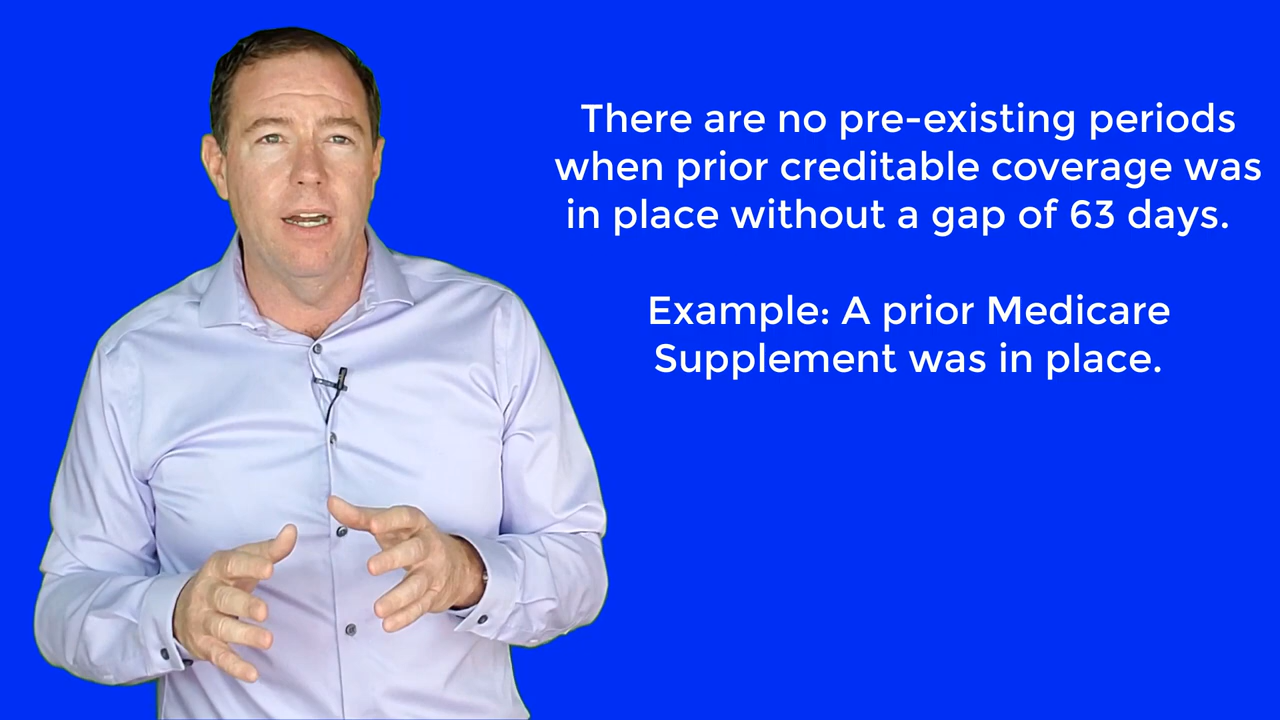 There are no pre-existing periods
when prior creditable coverage was
in place without a gap of 63 days.
Example: A prior Medicare
Supplement was in place.